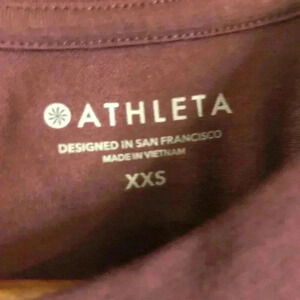 ATHLETA
DESIGNED IN SAN FRANCISCO
MADE IN VIETNAM
XXS